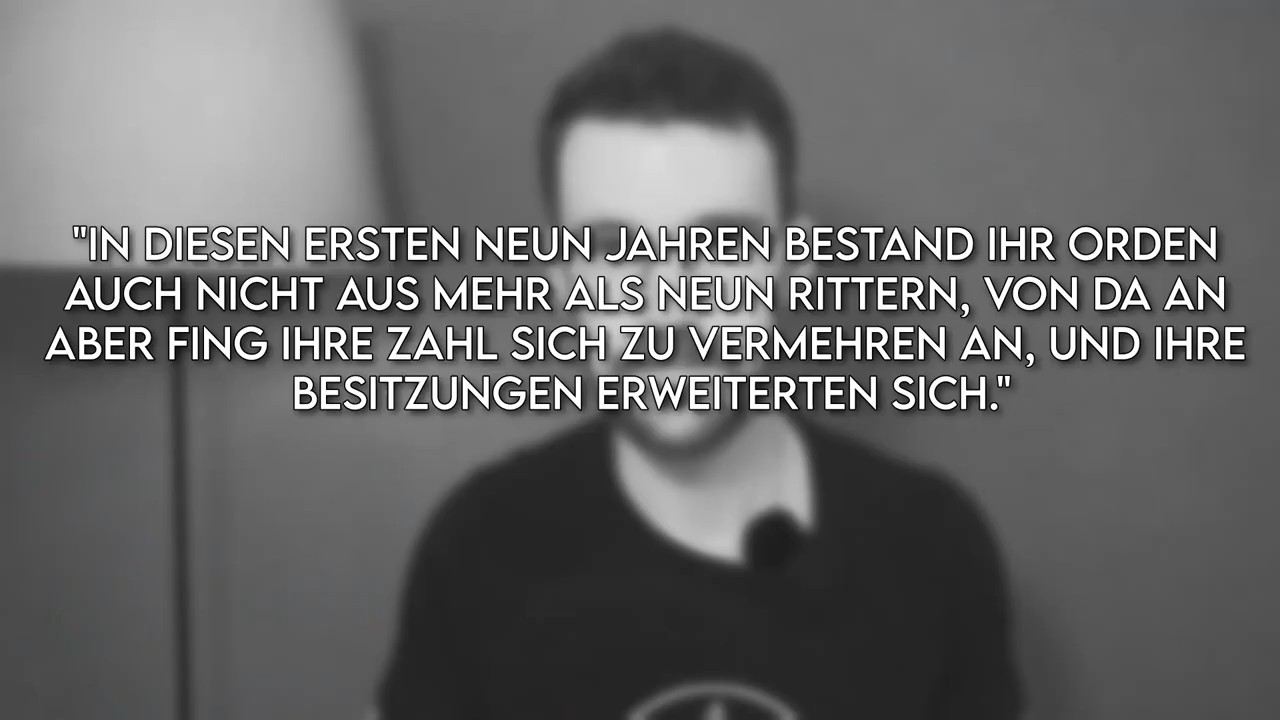 "IN DIESEN ERSTEN NEUN JAHREN BESTAND IHR ORDEN
AUCH NICHT AUS MEHR ALS NEUN RITTERN, VON DA AN
ABER FING IHRE ZAHL SICH ZU VERMEHREN AN, UND IHRE
BESITZUNGEN ERWEITERTEN SICH."